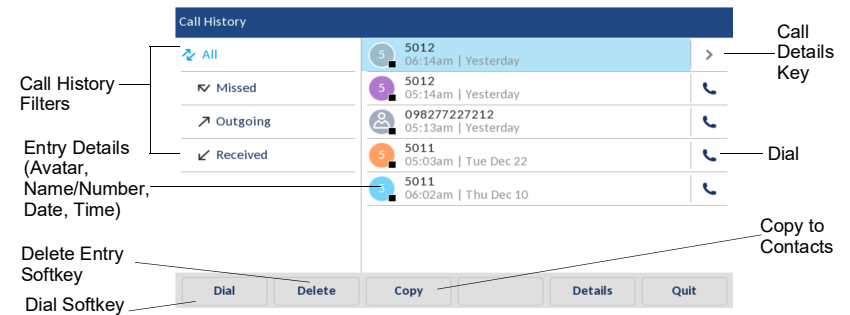 Call History
All
Missed
Outgoing
Received
5
5012
06:14am | Yesterday
5
5012
05:14am | Yesterday
098277227212
05:13am | Yesterday
5
5011
05:03am | Tue Dec 22
5
5011
06:02am | Thu Dec 10
Dial
Delete
Copy
Details
Quit
Call History
Filters
Entry Details
(Avatar,
Name/Number,
Date, Time)
Delete Entry
Softkey
Dial Softkey
Call
Details
Key
Dial
Copy to
Contacts